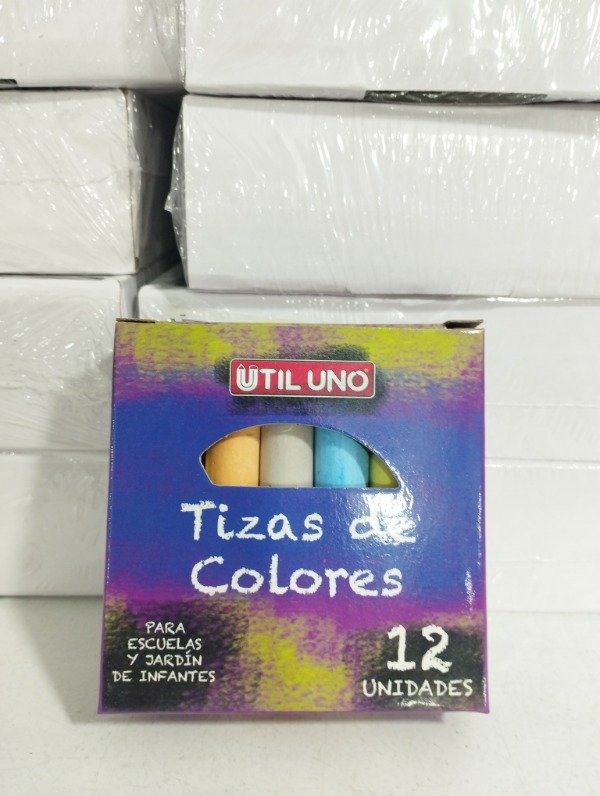 ÚTIL UNO
Tizas de
Colores
PARA
ESCUELAS
Y JARDÍN
DE INFANTES
12
UNIDADES